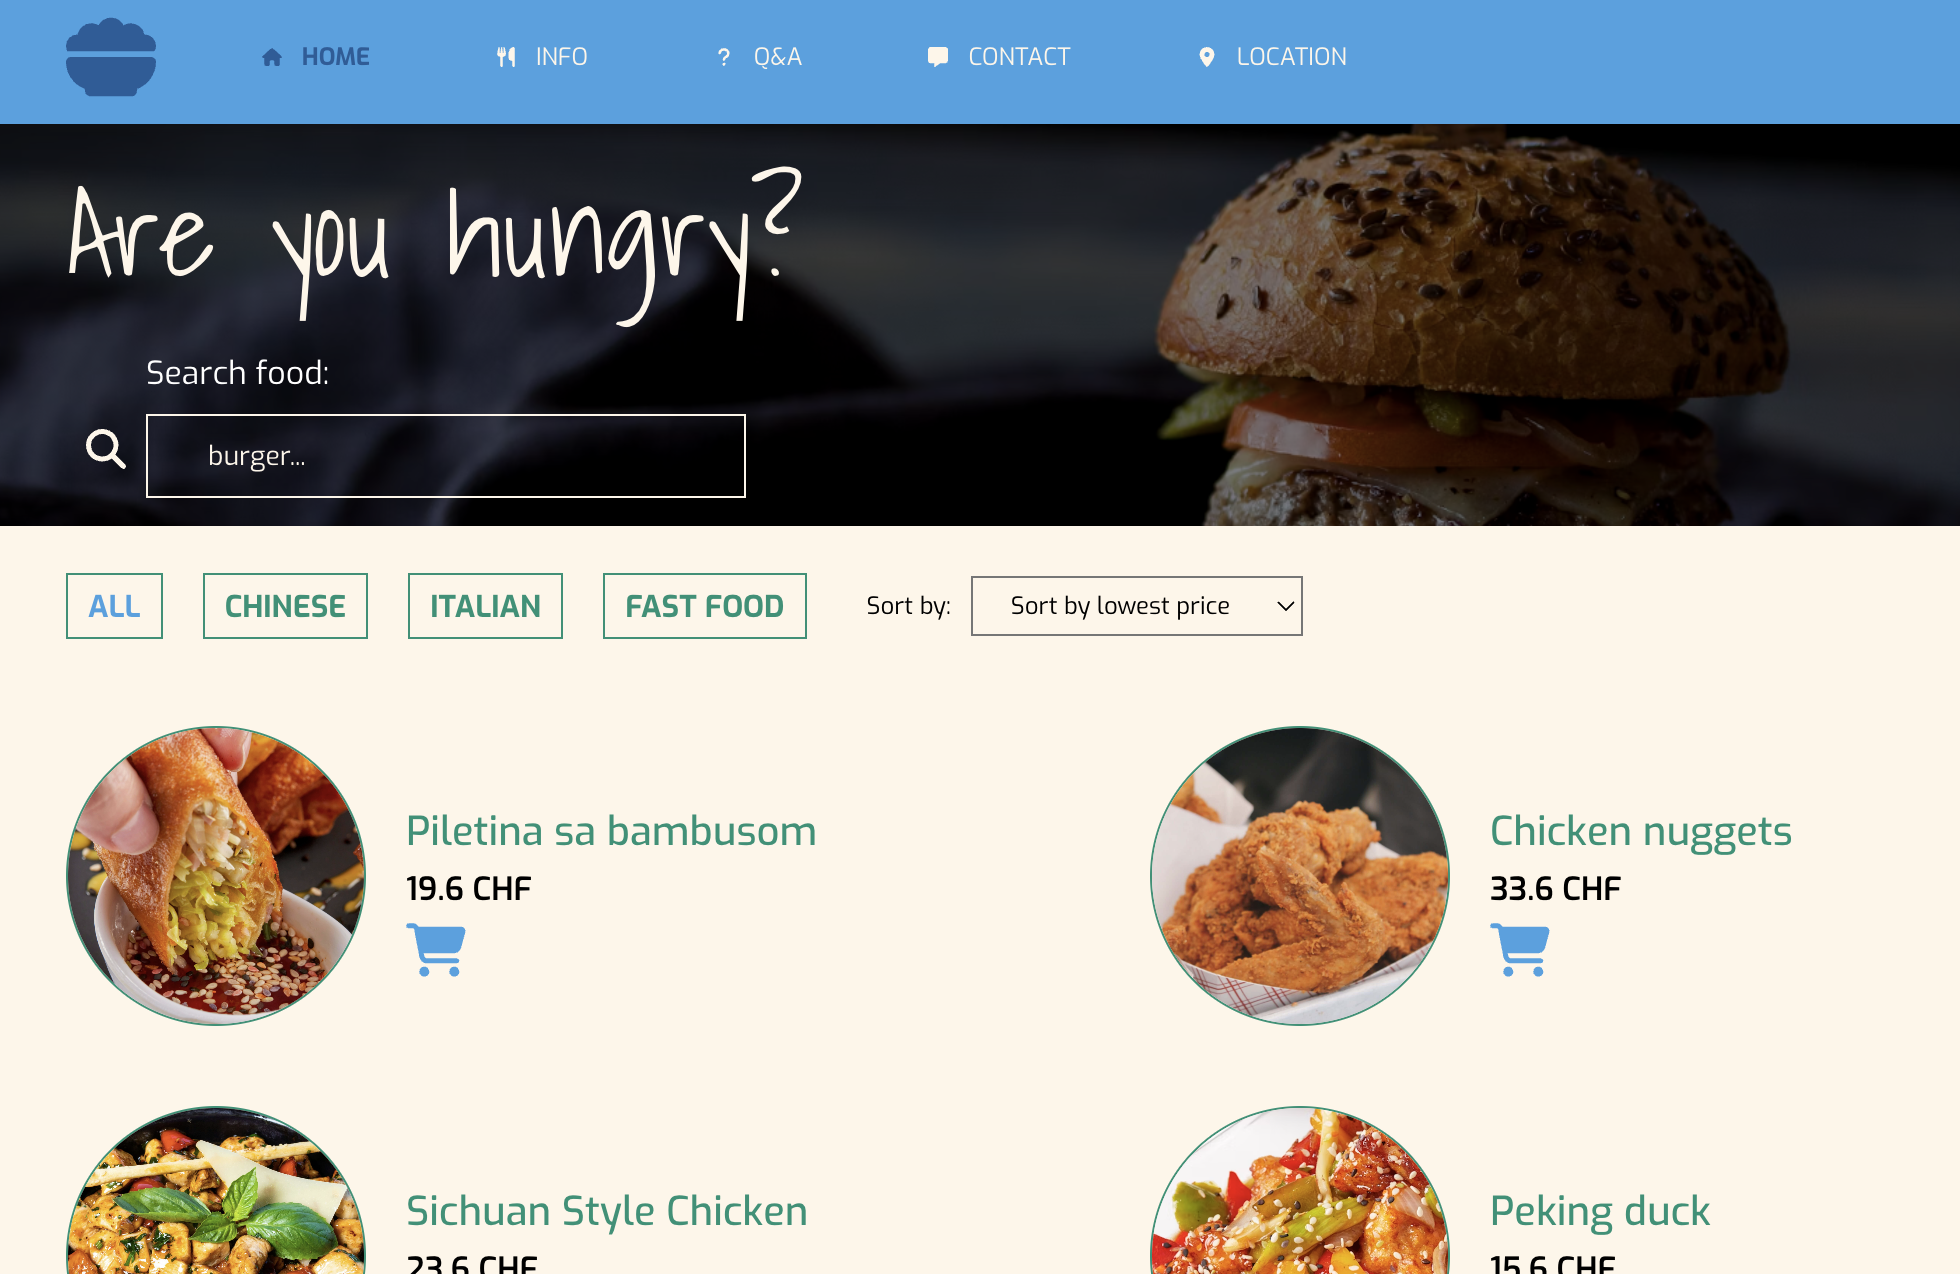 HOME
INFO
Q&A
CONTACT
LOCATION
Are you hungry?
Search food:
burger...
ALL
CHINESE
ITALIAN
FAST FOOD
Sort by:
Sort by lowest price
Piletina sa bambusom
19.6 CHF
Chicken nuggets
33.6 CHF
Sichuan Style Chicken
23.6 CHF
Peking duck
15.6 CHF